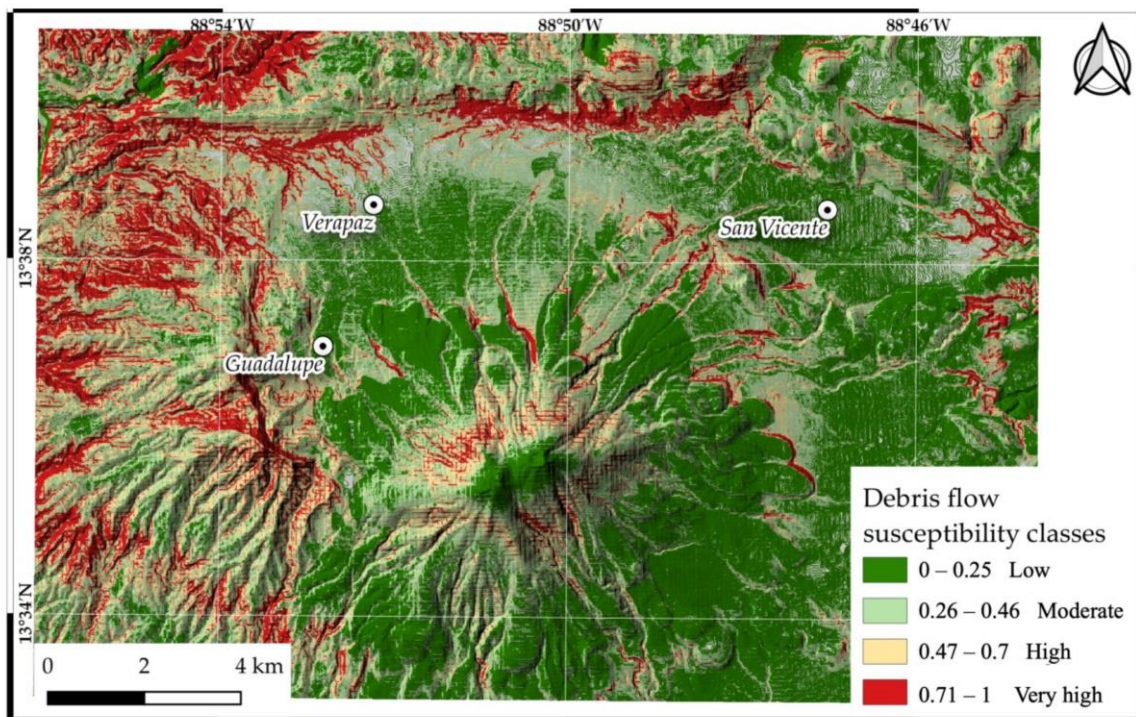 88°54'W 88°50'W 88°46'W
Verapaz
San Vicente
13°38'N
Guadalupe
13°34'N
Debris flow
susceptibility classes
0 – 0.25 Low
0.26 – 0.46 Moderate
0.47 – 0.7 High
0.71 – 1 Very high
0 2 4 km